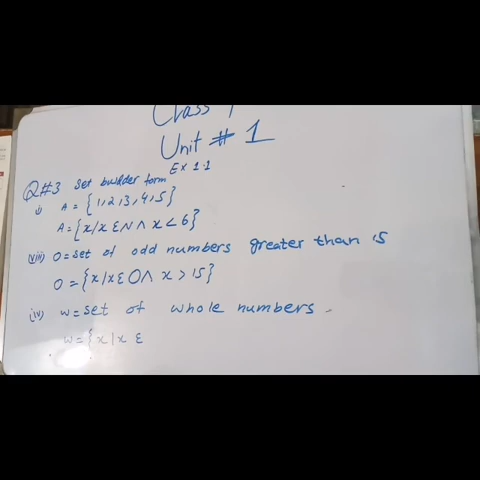 Class
Unit # 1
Ex 1.1
Q#3 Set builder form
i) A = {1,2,3,4,5}
A = {x/x ε N ∧ x < 6}
(viii) O = set of odd numbers greater than 15
O = {x/x ε O ∧ x > 15}
(iv) W = set of whole numbers.
W = {x/x ε